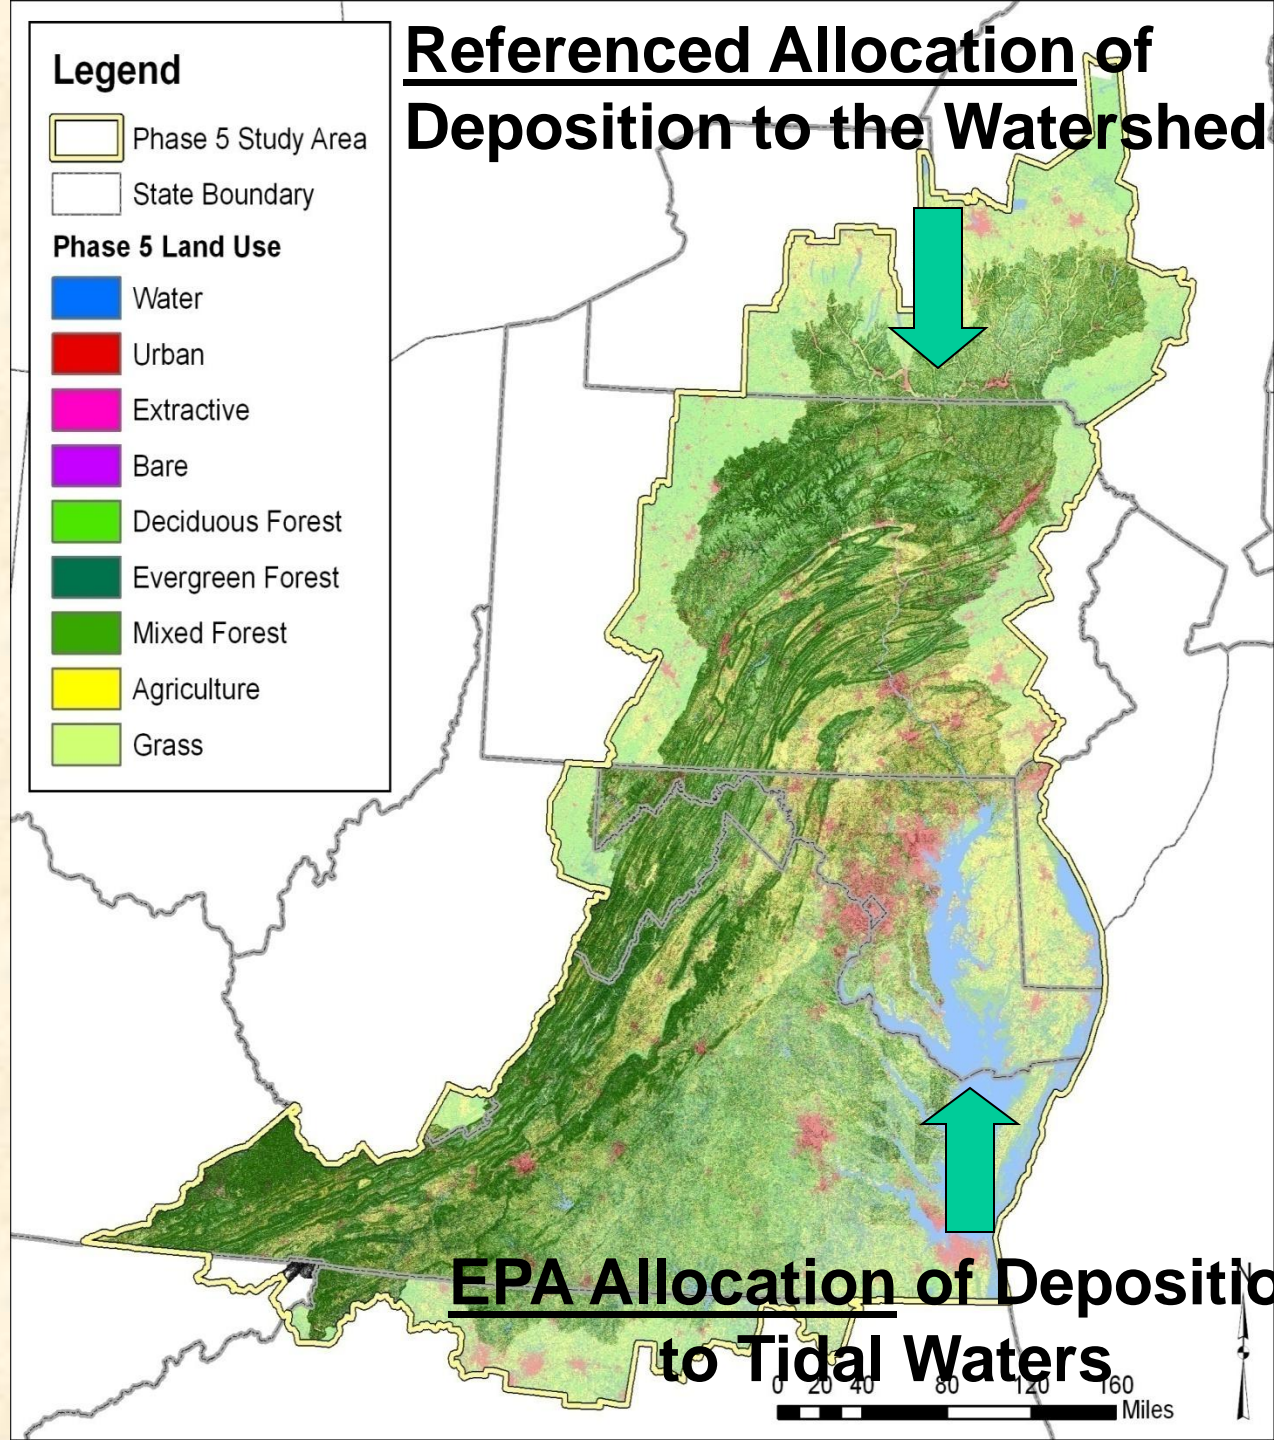 Referenced Allocation of
Deposition to the Watershed
Legend
Phase 5 Study Area
State Boundary
Phase 5 Land Use
Water
Urban
Extractive
Bare
Deciduous Forest
Evergreen Forest
Mixed Forest
Agriculture
Grass
EPA Allocation of Depositio
to Tidal Waters
N
0 20 40 80 120 160
Miles